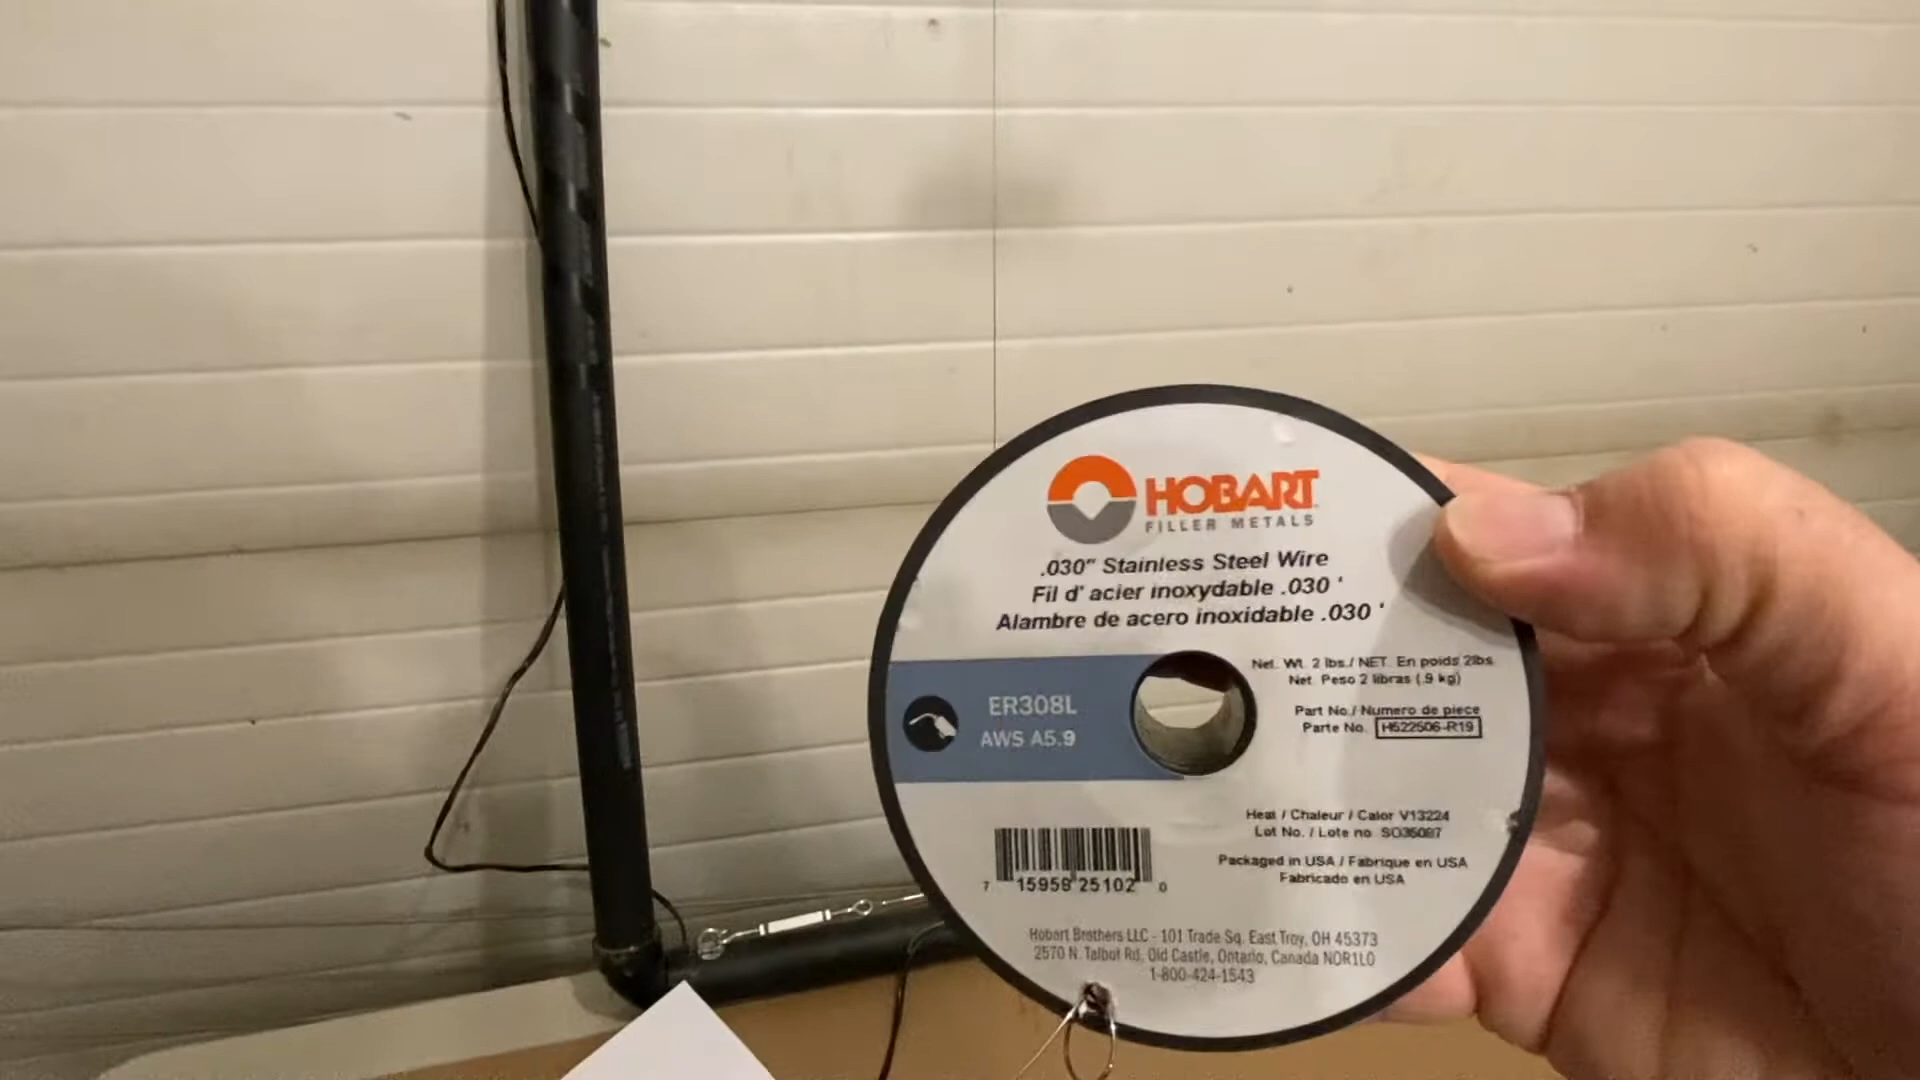 HOBART
FILLER METALS
.030" Stainless Steel Wire
Fil d' acier inoxydable .030 '
Alambre de acero inoxidable .030 '
Net. Wt. 2 lbs./ NET. En poids 2lbs.
Net. Peso 2 libras (.9 kg)
ER308L
AWS A5.9
Part No./ Numero de piece
Parte No. H522506-R19
Heat / Chaleur / Calor V13224
Lot No. / Lote no. SO35087
Packaged in USA / Fabrique en USA
Fabricado en USA
7 15958 25102 0
Hobart Brothers LLC - 101 Trade Sq. East Troy, OH 45373
2570 N. Talbot Rd, Old Castle, Ontario, Canada NOR1L0
1-800-424-1543